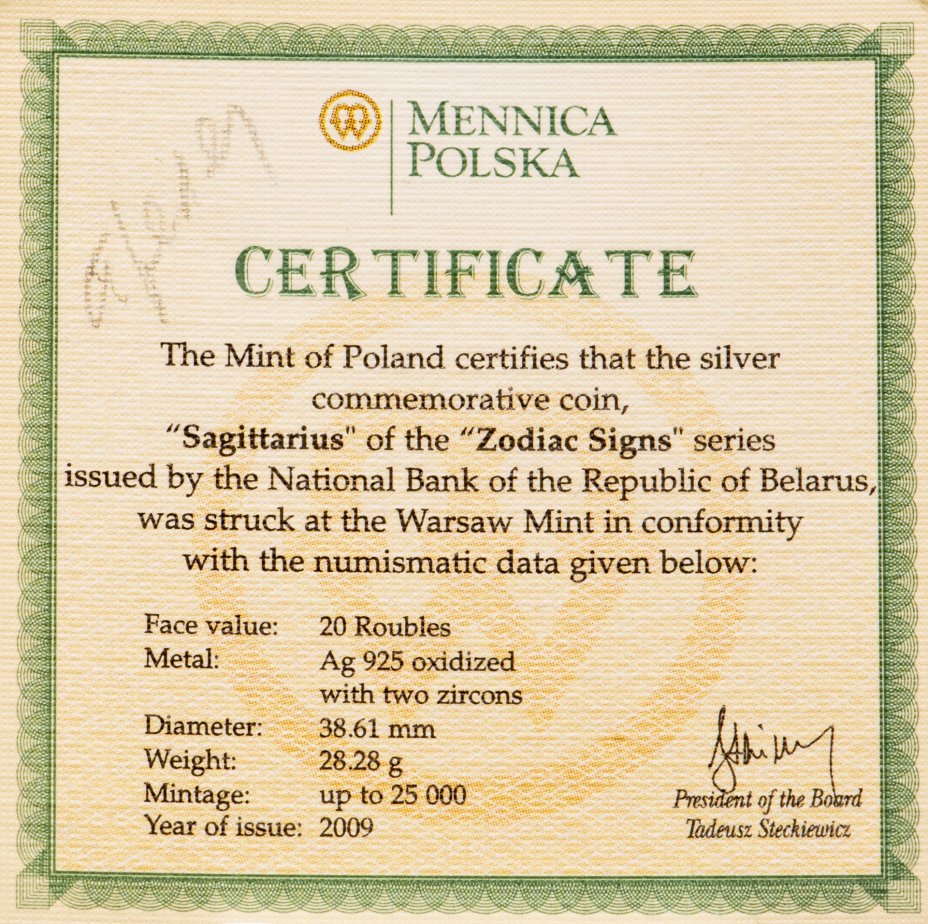 MENNICA
POLSKA
CERTIFICATE
The Mint of Poland certifies that the silver
commemorative coin,
“Sagittarius" of the “Zodiac Signs" series
issued by the National Bank of the Republic of Belarus,
was struck at the Warsaw Mint in conformity
with the numismatic data given below:
Face value: 20 Roubles
Metal: Ag 925 oxidized
with two zircons
Diameter: 38.61 mm
Weight: 28.28 g
Mintage: up to 25 000
Year of issue: 2009
President of the Board
Tadeusz Steckiewicz